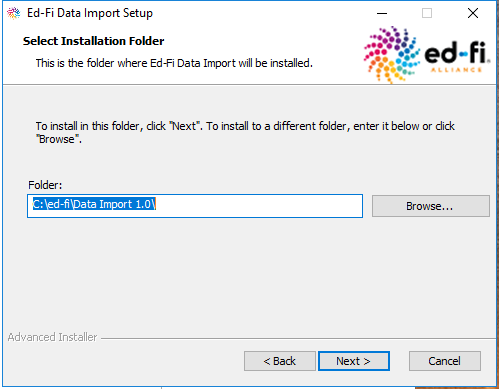 Ed-Fi Data Import Setup
Select Installation Folder
This is the folder where Ed-Fi Data Import will be installed.
ed-fi
ALLIANCE
To install in this folder, click "Next". To install to a different folder, enter it below or click
"Browse".
Folder:
C:\ed-fi\Data Import 1.0\
Browse...
Advanced Installer
< Back
Next >
Cancel